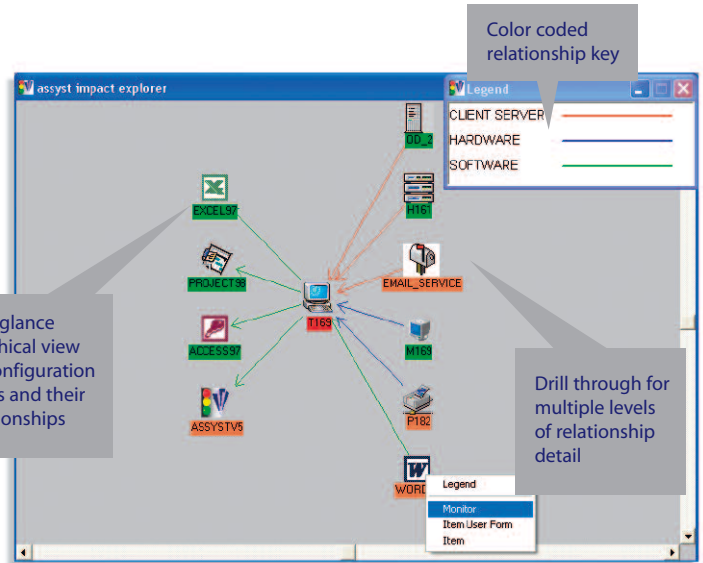 Color coded
relationship key
assyst impact explorer
Legend
CLIENT SERVER
HARDWARE
SOFTWARE
OD_2
EXCEL97
H161
PROJECT98
EMAIL_SERVICE
T169
ACCESS97
M169
glance
hical view
onfiguration
s and their
onships
ASSYSTV5
P182
Drill through for
multiple levels
of relationship
detail
WORD
Legend
Monitor
Item User Form
Item